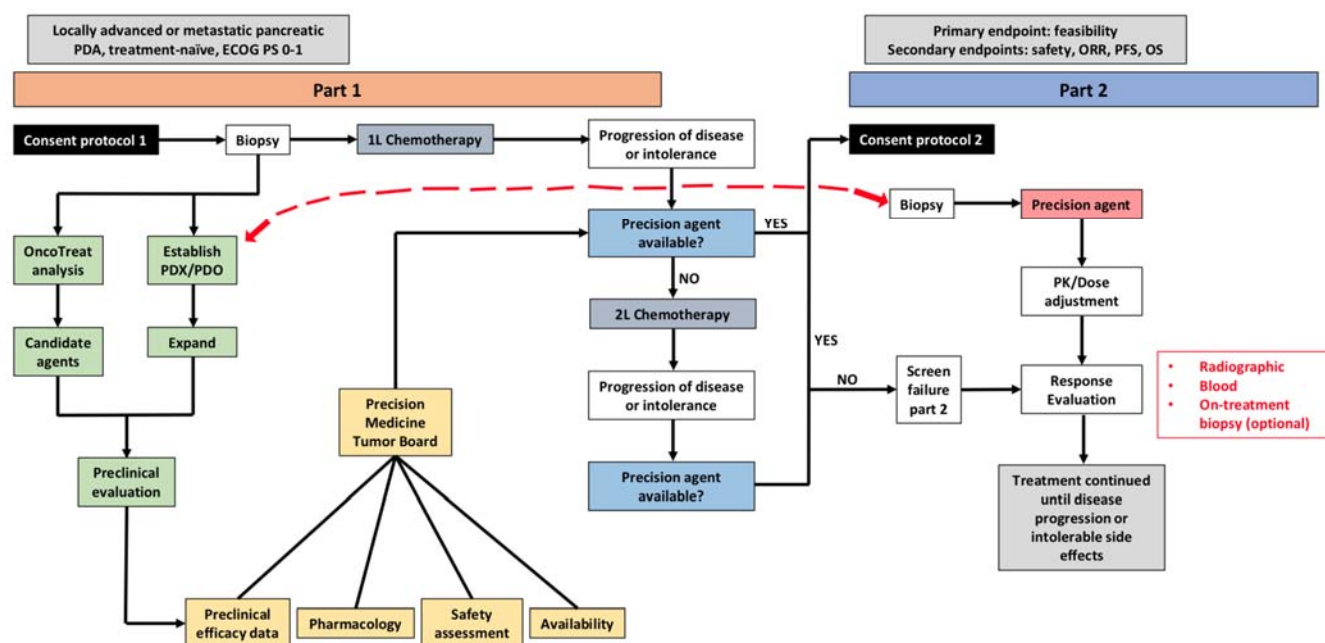 Locally advanced or metastatic pancreatic
PDA, treatment-naïve, ECOG PS 0-1
Primary endpoint: feasibility
Secondary endpoints: safety, ORR, PFS, OS
Part 1
Part 2
Consent protocol 1
Biopsy
1L Chemotherapy
Progression of disease
or intolerance
Consent protocol 2
Biopsy
Precision agent
OncoTreat
analysis
Establish
PDX/PDO
Precision agent
available?
YES
NO
PK/Dose
adjustment
Candidate
agents
Expand
2L Chemotherapy
YES
NO
Screen
failure
part 2
Response
Evaluation
• Radiographic
• Blood
• On-treatment
biopsy (optional)
Progression of disease
or intolerance
Precision
Medicine
Tumor Board
Preclinical
evaluation
Precision agent
available?
Treatment continued
until disease
progression or
intolerable side
effects
Preclinical
efficacy data
Pharmacology
Safety
assessment
Availability